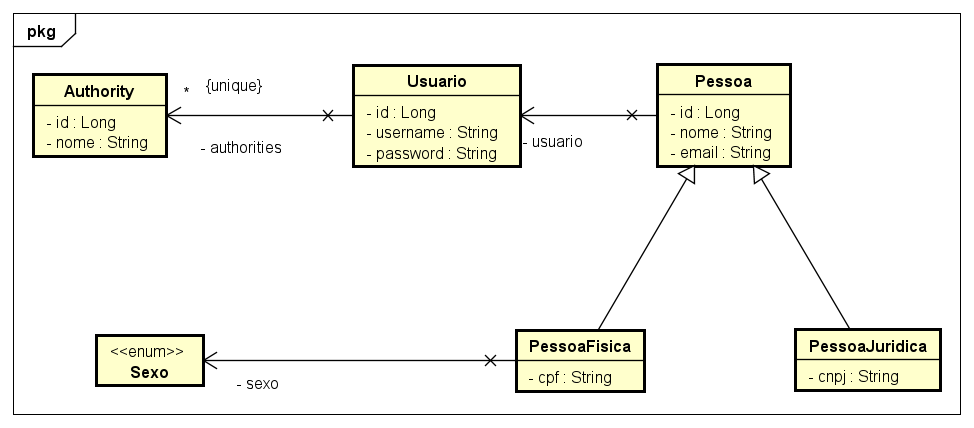 pkg
Authority
- id : Long
- nome : String
* {unique}
- authorities
Usuario
- id : Long
- username : String
- password : String
- usuario
Pessoa
- id : Long
- nome : String
- email : String
<<enum>>
Sexo
- sexo
PessoaFisica
- cpf : String
PessoaJuridica
- cnpj : String